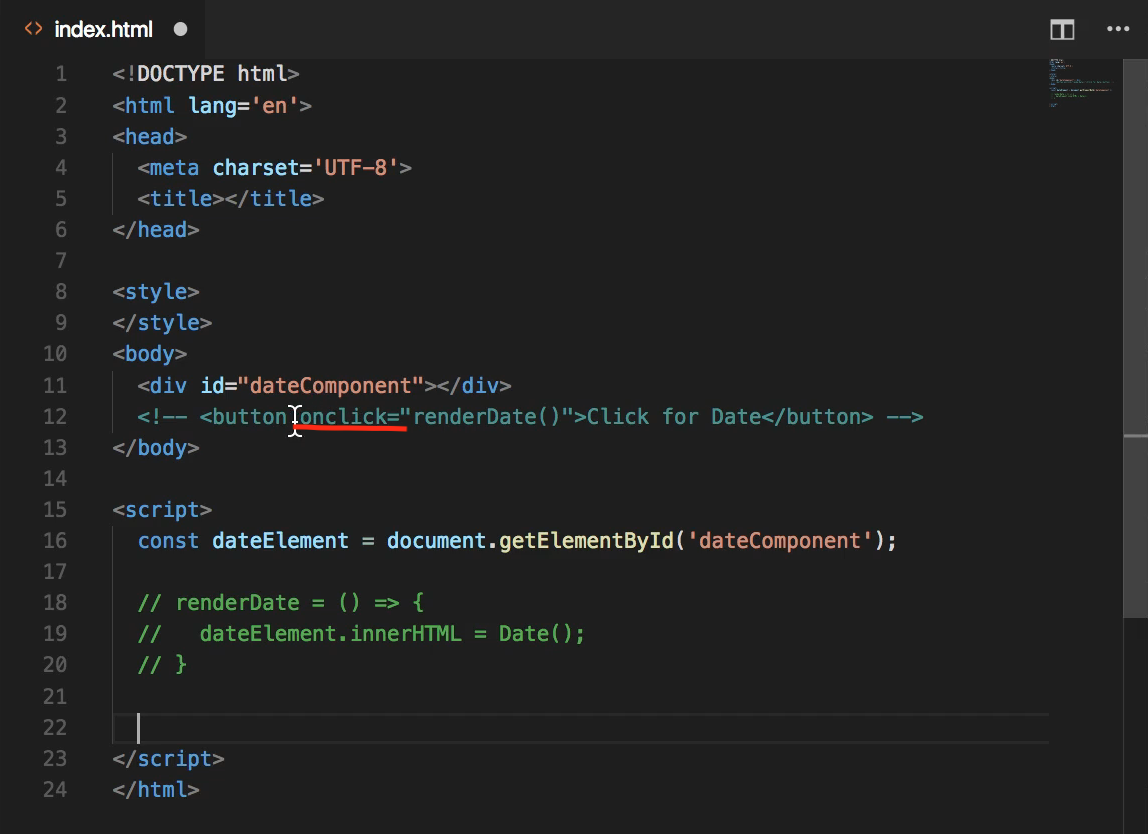 index.html
1 <!DOCTYPE html>
2 <html lang='en'>
3 <head>
4   <meta charset='UTF-8'>
5   <title></title>
6 </head>
7
8 <style>
9 </style>
10 <body>
11   <div id="dateComponent"></div>
12   <!-- <button onclick="renderDate()">Click for Date</button> -->
13 </body>
14
15 <script>
16   const dateElement = document.getElementById('dateComponent');
17
18   // renderDate = () => {
19   //   dateElement.innerHTML = Date();
20   // }
21
22
23 </script>
24 </html>